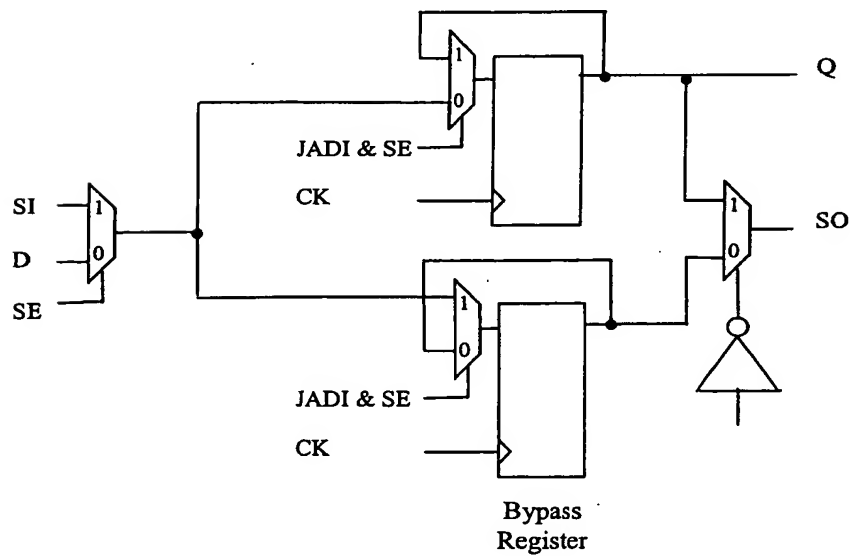 1
Q
0
JADI & SE
CK
SI
1
1
SO
D
0
0
SE
1
0
JADI & SE
CK
Bypass
Register